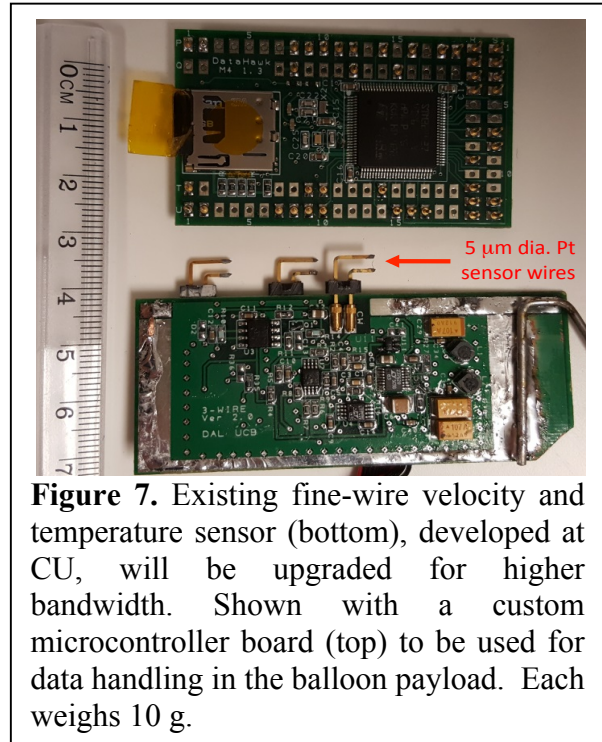 0CM 1 2 3 4 5 6 7
DataHawk
M4 1.3
5 μm dia. Pt
sensor wires
3-WIRE
Ver 2.0
DAL UCB
Figure 7. Existing fine-wire velocity and
temperature sensor (bottom), developed at
CU, will be upgraded for higher
bandwidth. Shown with a custom
microcontroller board (top) to be used for
data handling in the balloon payload. Each
weighs 10 g.